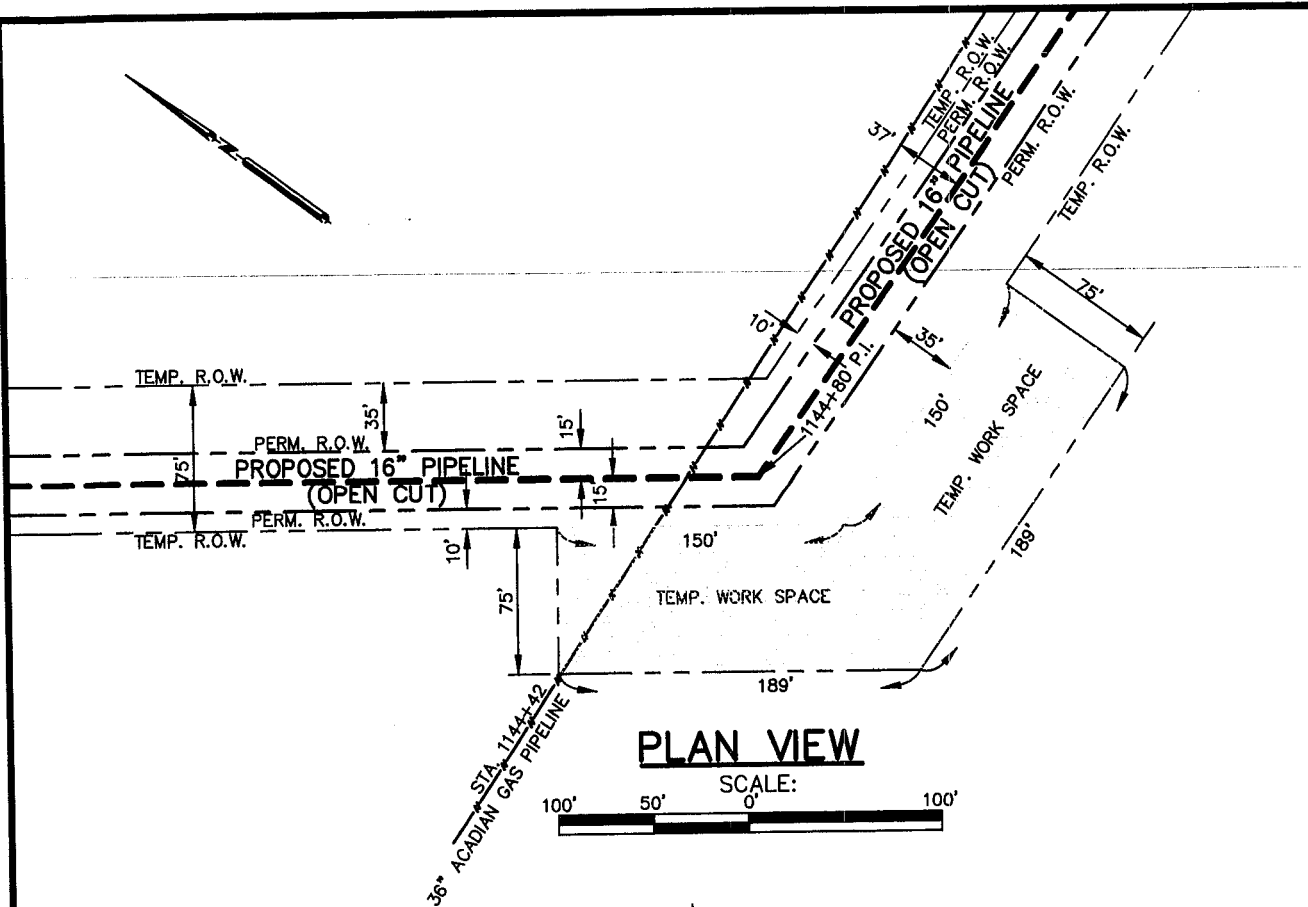 N
TEMP. R.O.W.
PERM. R.O.W.
37'
PROPOSED 16" PIPELINE
(OPEN CUT)
PERM. R.O.W.
TEMP. R.O.W.
75'
10'
35'
1144+80' P.I.
150'
TEMP. WORK SPACE
189'
TEMP. R.O.W.
35'
15'
PERM. R.O.W.
75'
PROPOSED 16" PIPELINE
(OPEN CUT)
15'
PERM. R.O.W.
TEMP. R.O.W.
10'
150'
75'
TEMP. WORK SPACE
189'
STA. 1144+42
36" ACADIAN GAS PIPELINE
PLAN VIEW
SCALE:
100' 50' 0' 100'